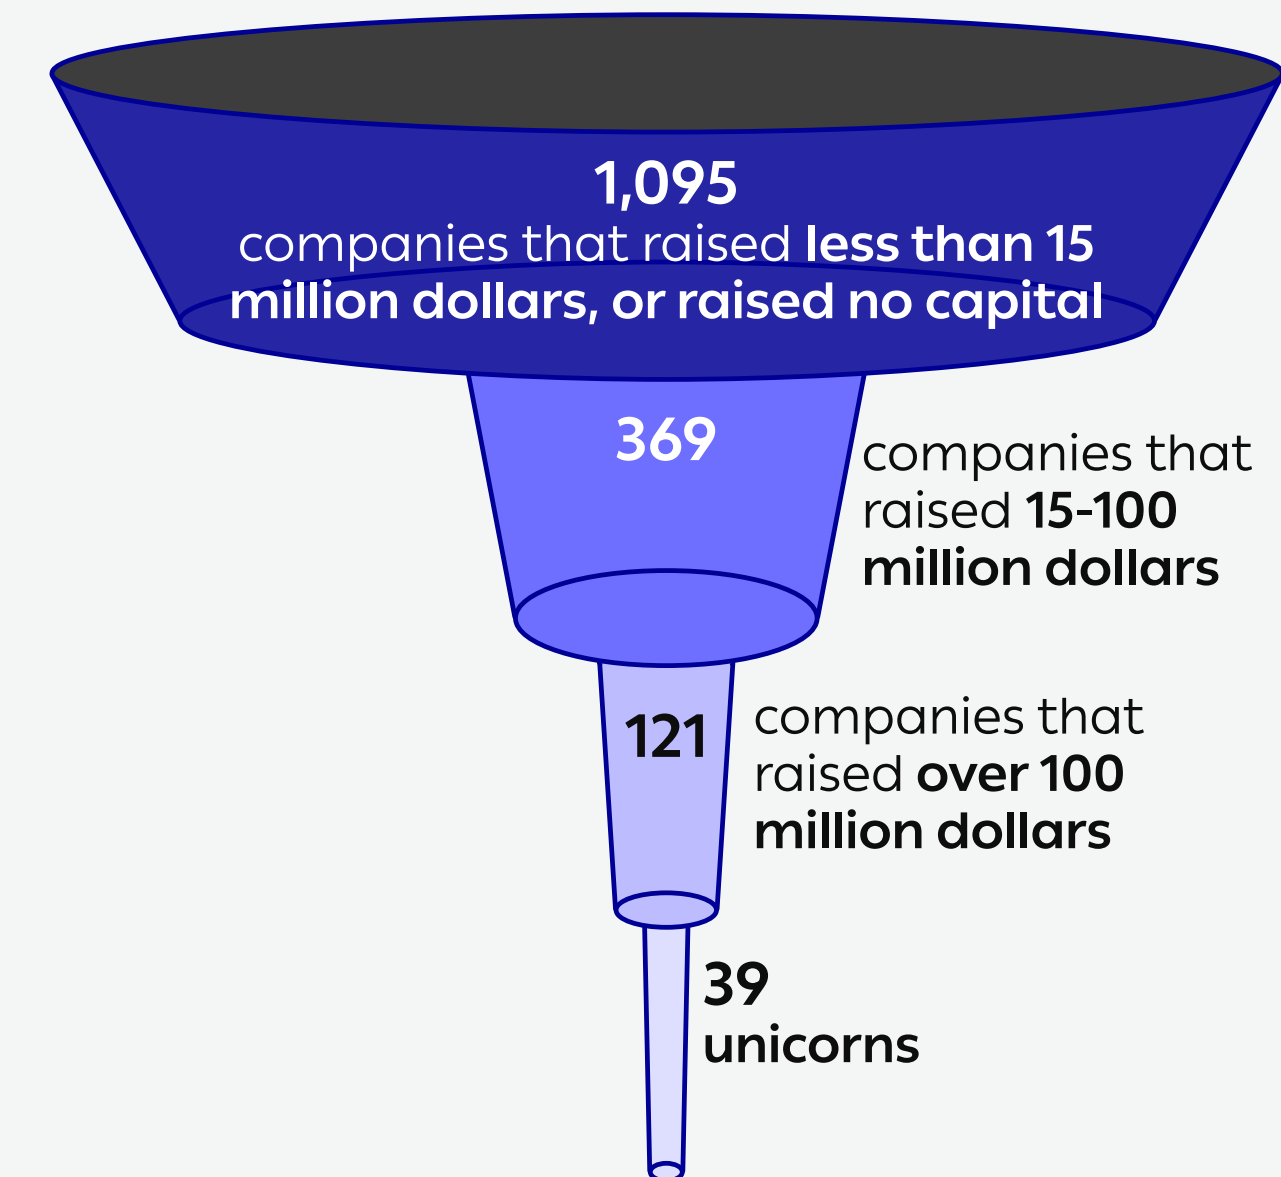 1,095
companies that raised less than 15
million dollars, or raised no capital
369
companies that
raised 15-100
million dollars
121
companies that
raised over 100
million dollars
39
unicorns